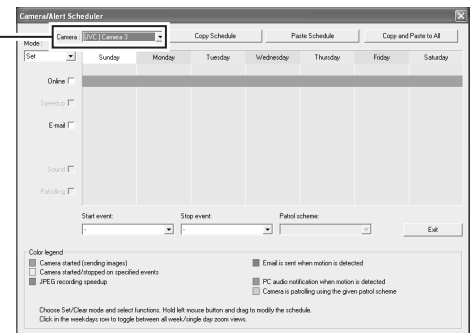 Camera/Alert Scheduler
Camera : UVC | Camera 3
Copy Schedule
Paste Schedule
Copy and Paste to All
Mode :
Set
Sunday Monday Tuesday Wednesday Thursday Friday Saturday
Online
Speedup
E-mail
Sound
Patrolling
Start event: Stop event: Patrol scheme:
- - -
Exit
Color legend
Camera started (sending images)
Camera started/stopped on specified events
JPEG recording speedup
Email is sent when motion is detected
PC audio notification when motion is detected
Camera is patrolling using the given patrol scheme
Choose Set/Clear mode and select functions. Hold left mouse button and drag to modify the schedule.
Click in the weekdays row to toggle between all week/single day zoom views.